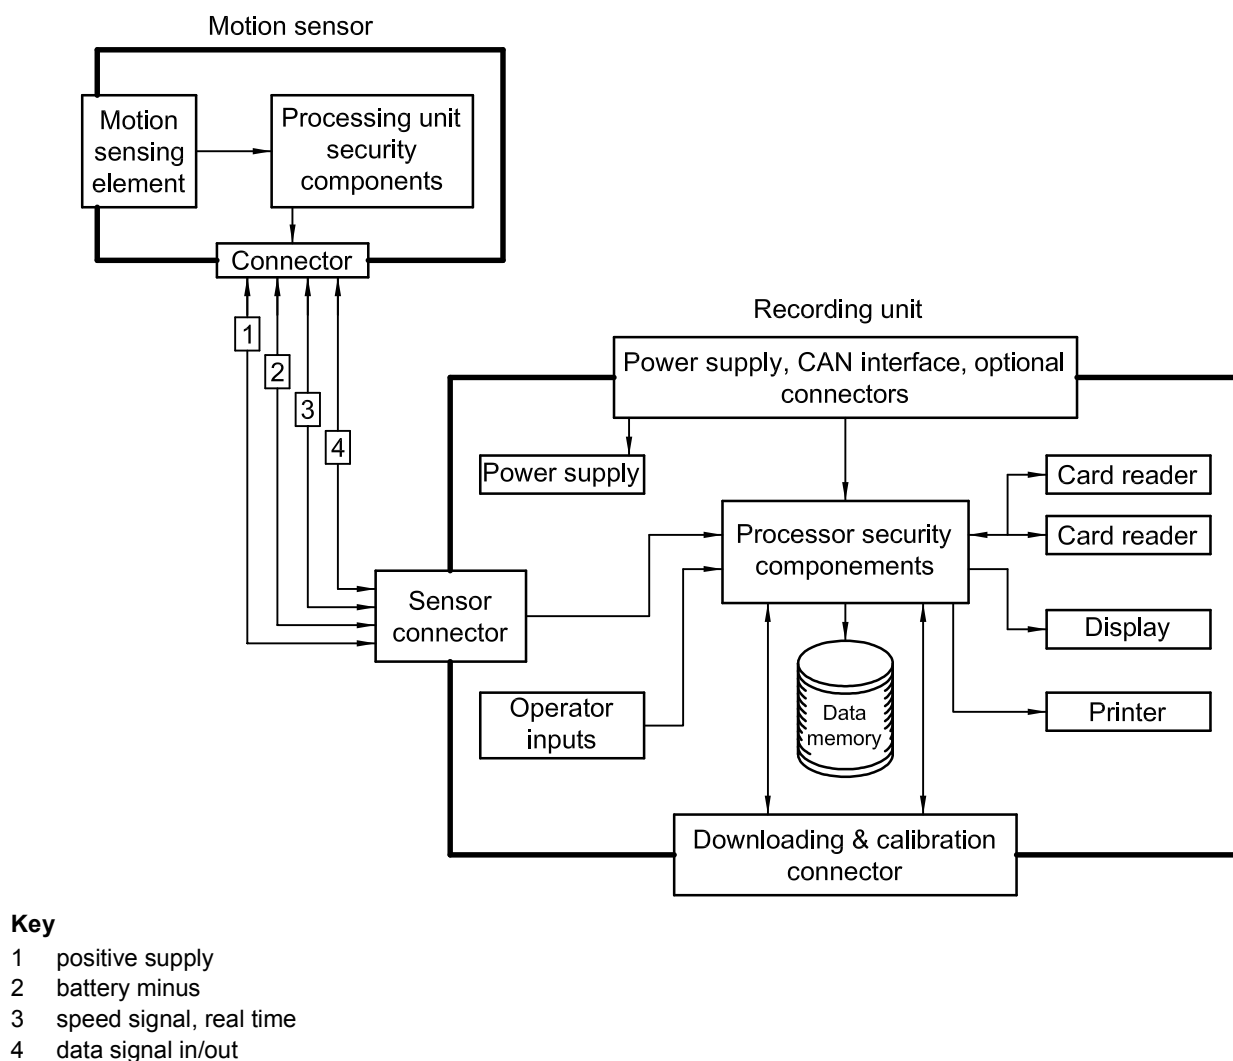 Motion sensor
Motion
sensing
element
Processing unit
security
components
Connector
1
2
3
4
Recording unit
Power supply, CAN interface, optional
connectors
Power supply
Card reader
Card reader
Processor security
componements
Sensor
connector
Display
Operator
inputs
Data
memory
Printer
Downloading & calibration
connector
Key
1 positive supply
2 battery minus
3 speed signal, real time
4 data signal in/out